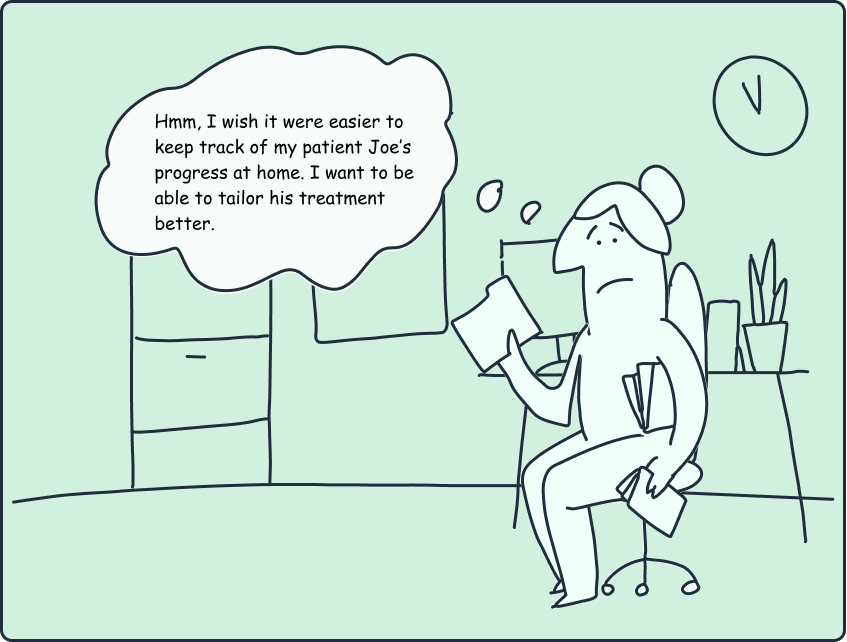 Hmm, I wish it were easier to
keep track of my patient Joe's
progress at home. I want to be
able to tailor his treatment
better.